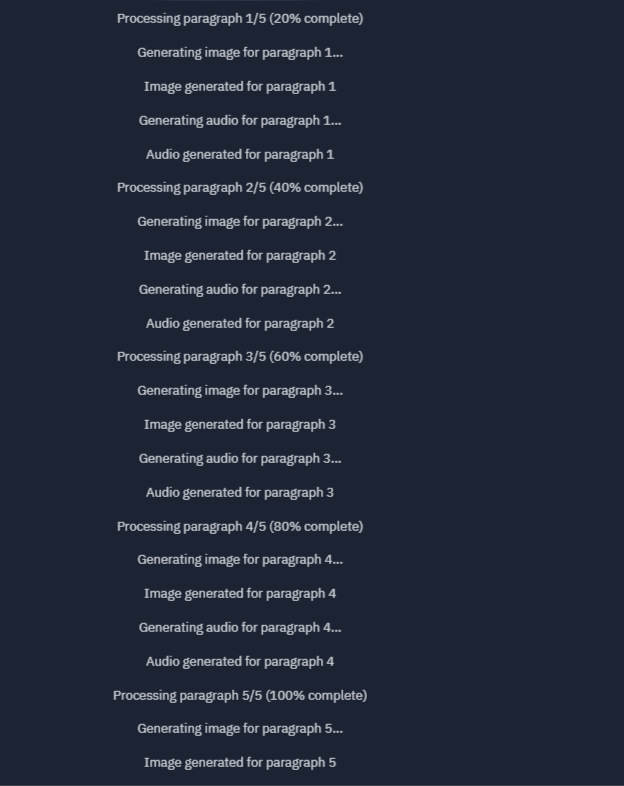 Processing paragraph 1/5 (20% complete)
Generating image for paragraph 1...
Image generated for paragraph 1
Generating audio for paragraph 1...
Audio generated for paragraph 1
Processing paragraph 2/5 (40% complete)
Generating image for paragraph 2...
Image generated for paragraph 2
Generating audio for paragraph 2...
Audio generated for paragraph 2
Processing paragraph 3/5 (60% complete)
Generating image for paragraph 3...
Image generated for paragraph 3
Generating audio for paragraph 3...
Audio generated for paragraph 3
Processing paragraph 4/5 (80% complete)
Generating image for paragraph 4...
Image generated for paragraph 4
Generating audio for paragraph 4...
Audio generated for paragraph 4
Processing paragraph 5/5 (100% complete)
Generating image for paragraph 5...
Image generated for paragraph 5